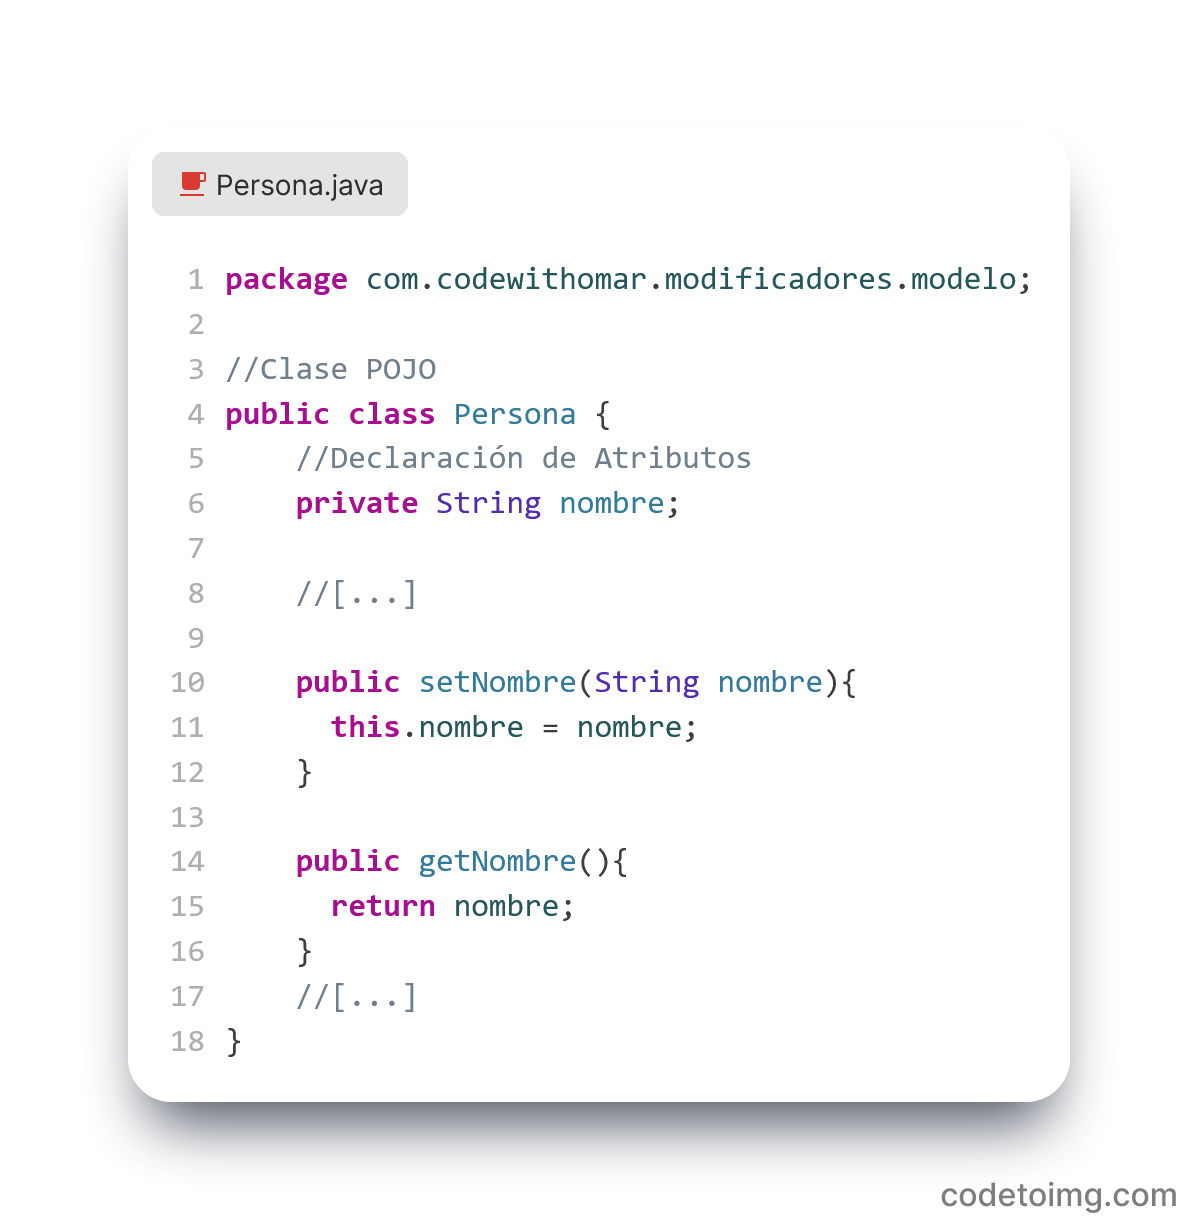 Persona.java
1 package com.codewithomar.modificadores.modelo;
2
3 //Clase POJO
4 public class Persona {
5     //Declaración de Atributos
6     private String nombre;
7
8     //[...]
9
10     public setNombre(String nombre){
11       this.nombre = nombre;
12     }
13
14     public getNombre(){
15       return nombre;
16     }
17     //[...]
18 }
codetoimg.com